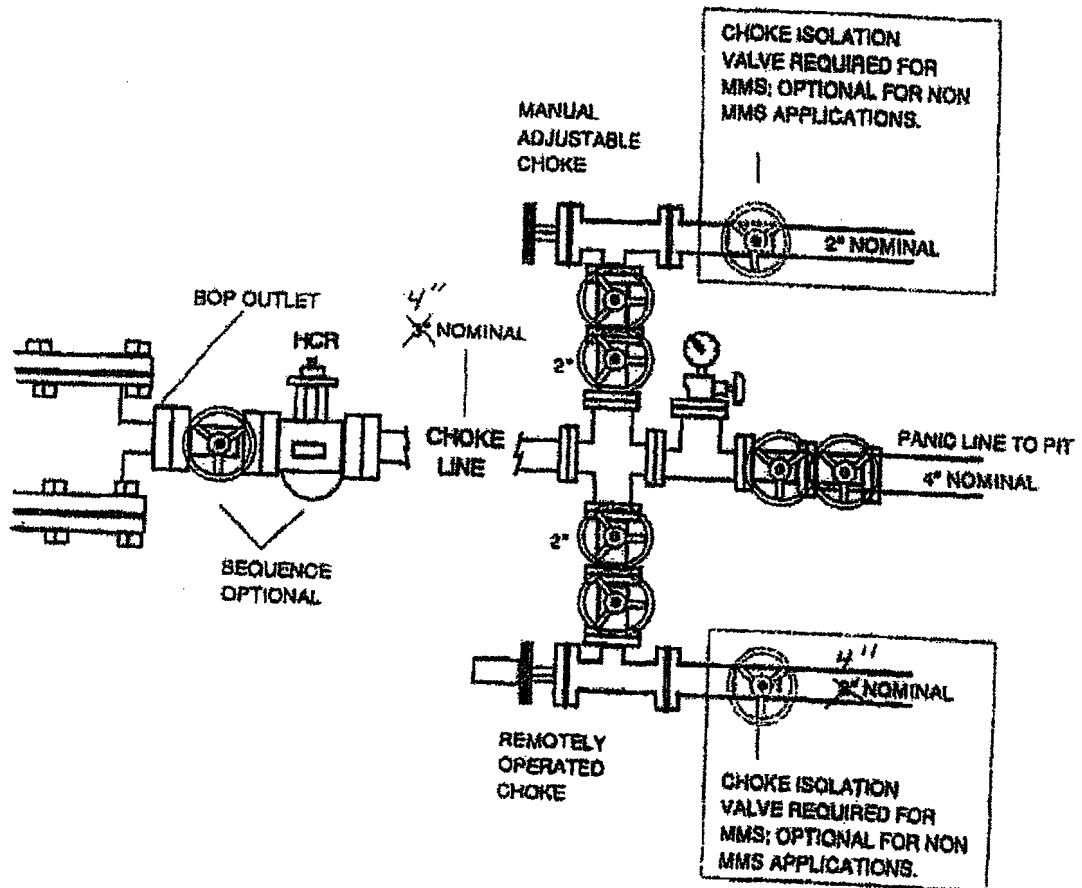 CHOKE ISOLATION
VALVE REQUIRED FOR
MMS; OPTIONAL FOR NON
MMS APPLICATIONS.
MANUAL
ADJUSTABLE
CHOKE
2" NOMINAL
BOP OUTLET
HCR
4"
3" NOMINAL
2"
CHOKE
LINE
PANIC LINE TO PIT
4" NOMINAL
2"
SEQUENCE
OPTIONAL
4"
NOMINAL
REMOTELY
OPERATED
CHOKE
CHOKE ISOLATION
VALVE REQUIRED FOR
MMS; OPTIONAL FOR NON
MMS APPLICATIONS.